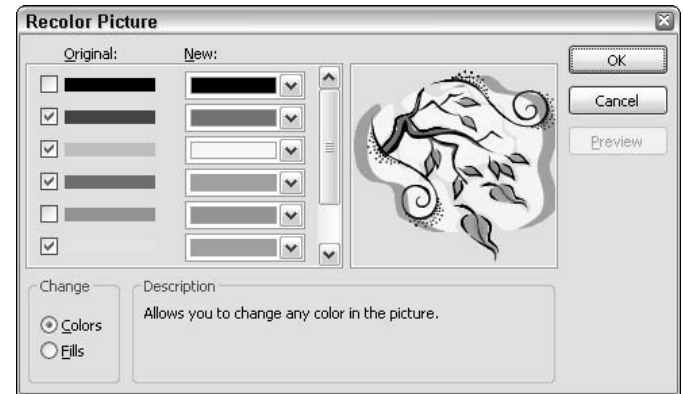 Recolor Picture
Original: New:
OK
Cancel
Preview
Change
Description
Colors
Allows you to change any color in the picture.
Fills